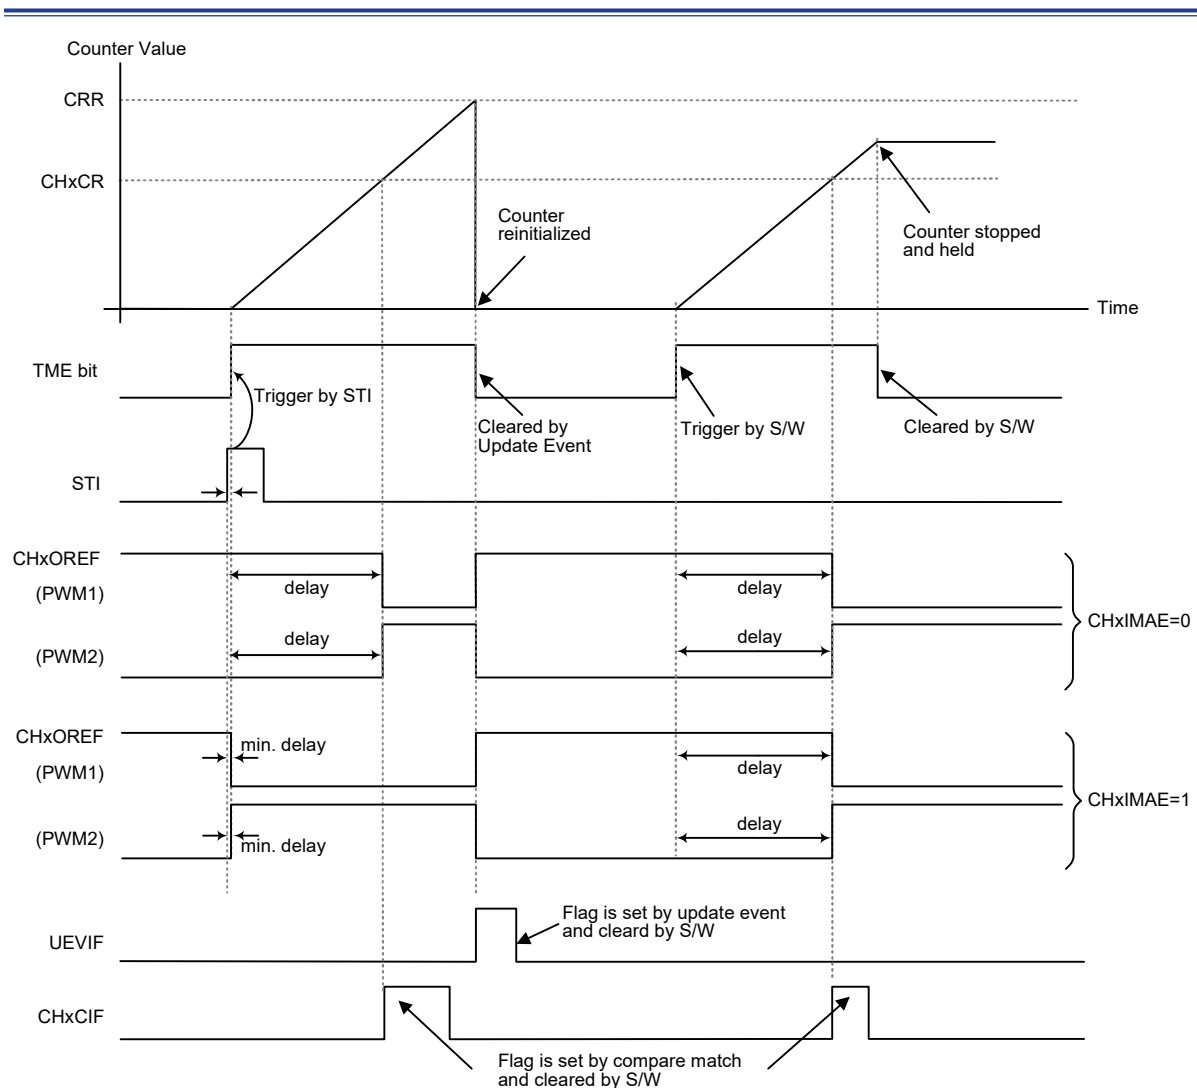 Counter Value
CRR
CHxCR
Counter
reinitialized
Counter stopped
and held
Time
TME bit
Trigger by STI
Cleared by
Update Event
Trigger by S/W
Cleared by S/W
STI
CHxOREF
(PWM1)
delay
delay
(PWM2)
delay
delay
CHxIMAE=0
CHxOREF
(PWM1)
min. delay
delay
(PWM2)
min. delay
delay
CHxIMAE=1
UEVIF
Flag is set by update event
and cleard by S/W
CHxCIF
Flag is set by compare match
and cleared by S/W